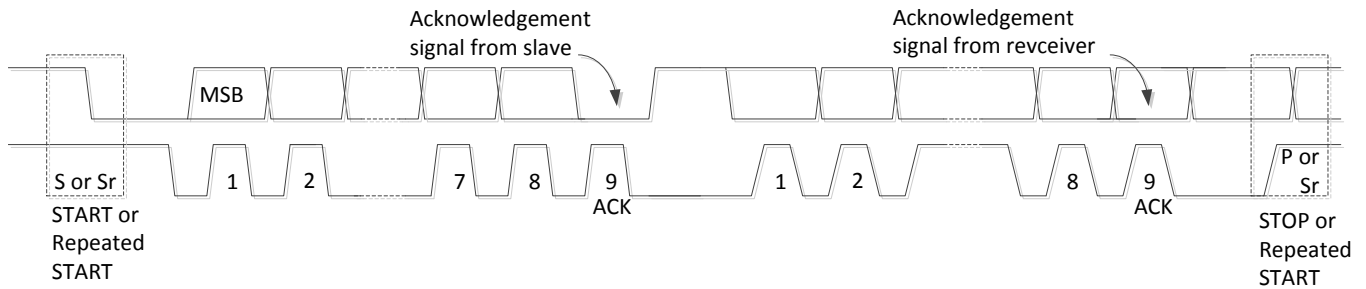 Acknowledgement
signal from slave
Acknowledgement
signal from revceiver
MSB
S or Sr
1
2
7
8
9
ACK
1
2
8
9
ACK
P or
Sr
START or
Repeated
START
STOP or
Repeated
START